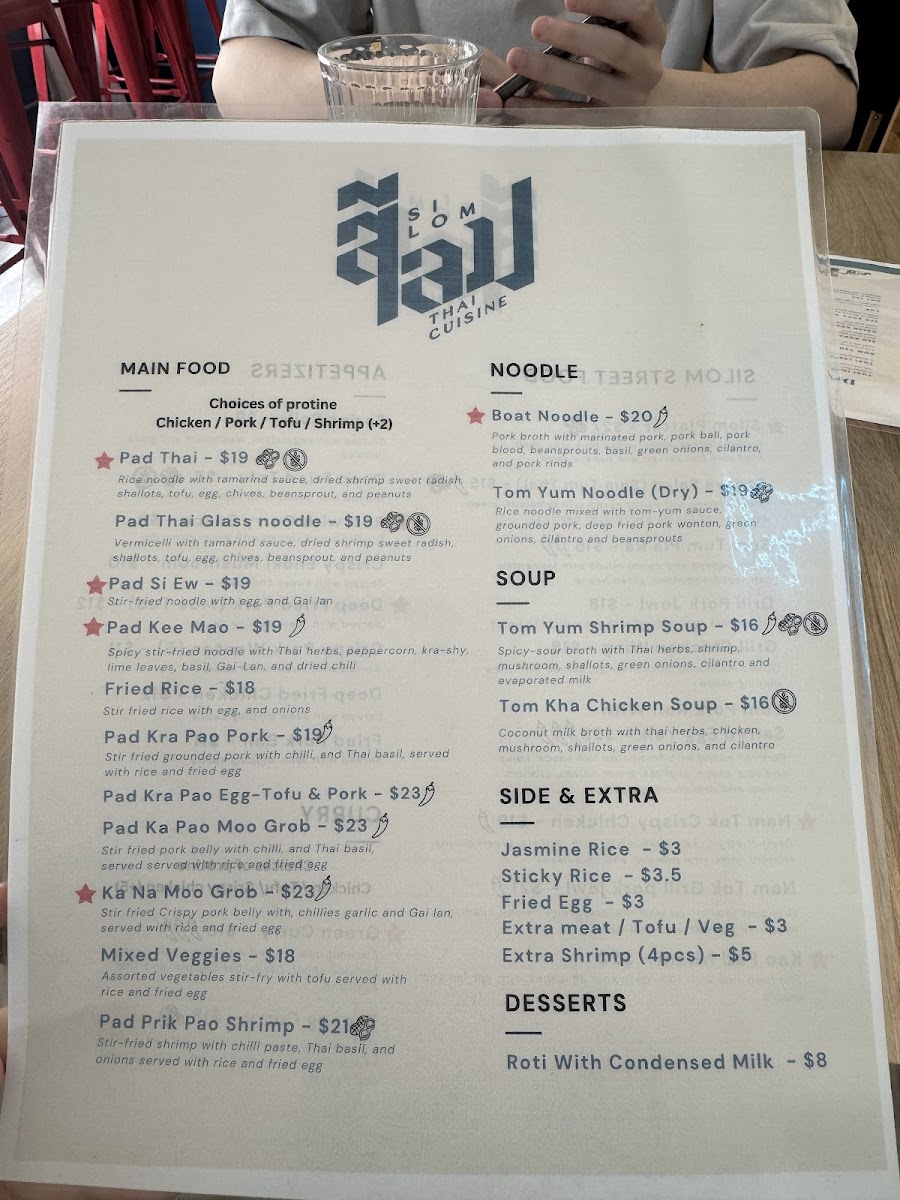 สีลม
SI
LOM
THAI
CUISINE
MAIN FOOD
Choices of protine
Chicken / Pork / Tofu / Shrimp (+2)
Pad Thai - $19
Rice noodle with tamarind sauce, dried shrimp sweet radish,
shallots, tofu, egg, chives, beansprout, and peanuts
Pad Thai Glass noodle - $19
Vermicelli with tamarind sauce, dried shrimp sweet radish,
shallots, tofu, egg, chives, beansprout, and peanuts
Pad Si Ew - $19
Stir-fried noodle with egg, and Gai lan
Pad Kee Mao - $19
Spicy stir-fried noodle with Thai herbs, peppercorn, kra-shy,
lime leaves, basil, Gai-Lan, and dried chili
Fried Rice - $18
Stir fried rice with egg, and onions
Pad Kra Pao Pork - $19
Stir fried grounded pork with chilli, and Thai basil, served
with rice and fried egg
Pad Kra Pao Egg-Tofu & Pork - $23
Pad Ka Pao Moo Grob - $23
Stir fried pork belly with chilli, and Thai basil,
served served with rice and fried egg
Ka Na Moo Grob - $23
Stir fried Crispy pork belly with, chillies garlic and Gai lan,
served with rice and fried egg
Mixed Veggies - $18
Assorted vegetables stir-fry with tofu served with
rice and fried egg
Pad Prik Pao Shrimp - $21
Stir-fried shrimp with chilli paste, Thai basil, and
onions served with rice and fried egg
NOODLE
Boat Noodle - $20
Pork broth with marinated pork, pork ball, pork
blood, beansprouts, basil, green onions, cilantro,
and pork rinds
Tom Yum Noodle (Dry) - $19
Rice noodle mixed with tom-yum sauce,
grounded pork, deep fried pork wonton, green
onions, cilantro and beansprouts
SOUP
Tom Yum Shrimp Soup - $16
Spicy-sour broth with Thai herbs, shrimp,
mushroom, shallots, green onions, cilantro and
evaporated milk
Tom Kha Chicken Soup - $16
Coconut milk broth with thai herbs, chicken,
mushroom, shallots, green onions, and cilantro
SIDE & EXTRA
Jasmine Rice - $3
Sticky Rice - $3.5
Fried Egg - $3
Extra meat / Tofu / Veg - $3
Extra Shrimp (4pcs) - $5
DESSERTS
Roti With Condensed Milk - $8